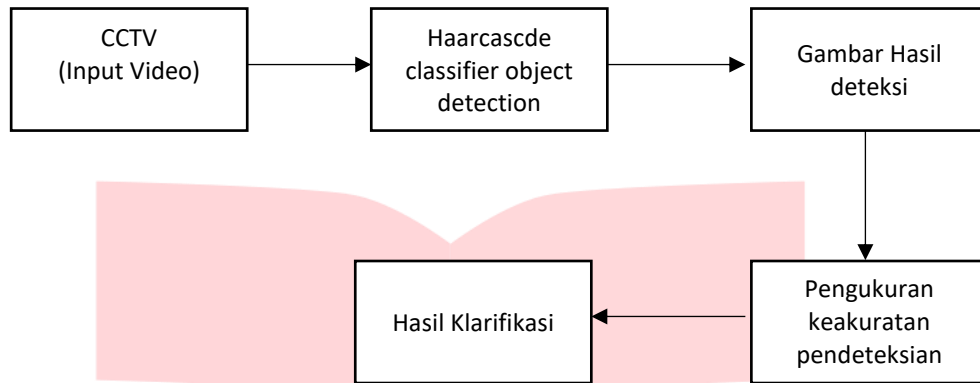 CCTV
(Input Video)
Haarcascde
classifier object
detection
Gambar Hasil
deteksi
Pengukuran
keakuratan
pendeteksian
Hasil Klarifikasi